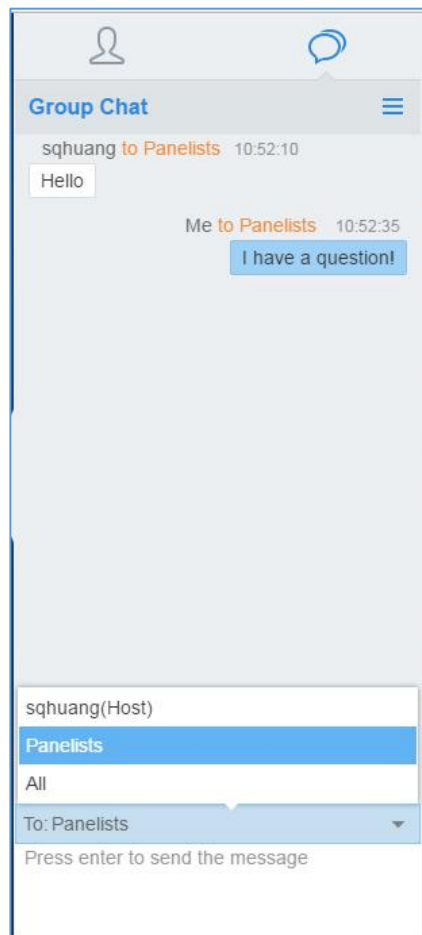 Group Chat
sqhuang to Panelists 10:52:10
Hello
Me to Panelists 10:52:35
I have a question!
sqhuang(Host)
Panelists
All
To: Panelists
Press enter to send the message